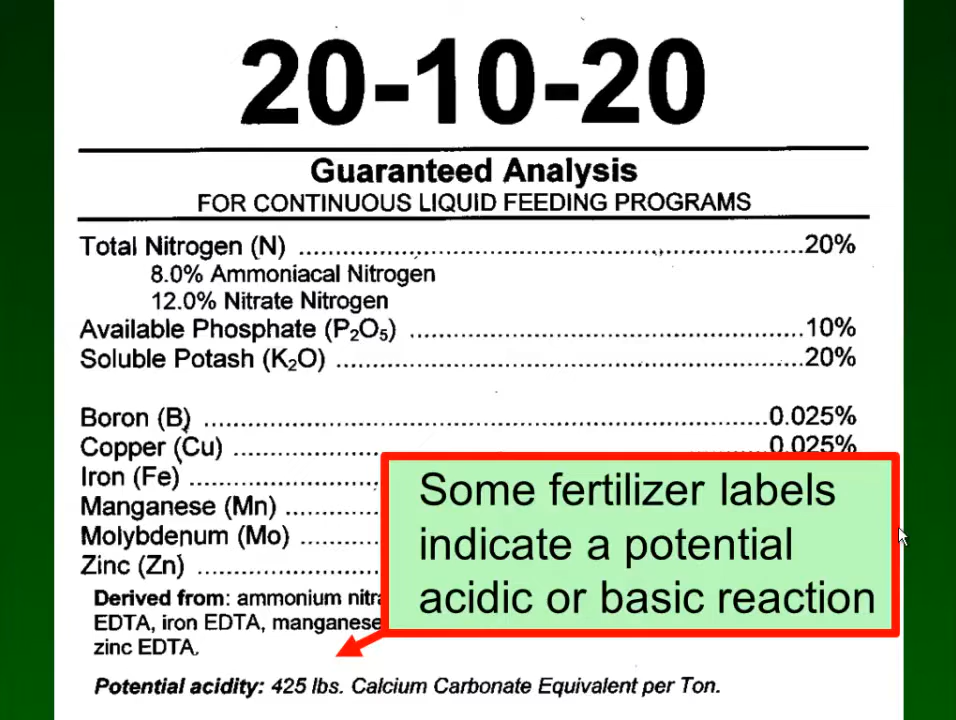 20-10-20
Guaranteed Analysis
FOR CONTINUOUS LIQUID FEEDING PROGRAMS
Total Nitrogen (N) ........................................................................20%
8.0% Ammoniacal Nitrogen
12.0% Nitrate Nitrogen
Available Phosphate (P₂O₅) ......................................................10%
Soluble Potash (K₂O) ................................................................20%
Boron (B) ..............................................................................0.025%
Copper (Cu) ..........................................................................0.025%
Iron (Fe) ..........................
Manganese (Mn) .............
Molybdenum (Mo) ...........
Zinc (Zn) .........................
Some fertilizer labels
indicate a potential
acidic or basic reaction
Derived from: ammonium
EDTA, iron EDTA, manganese
zinc EDTA.
Potential acidity: 425 lbs. Calcium Carbonate Equivalent per Ton.